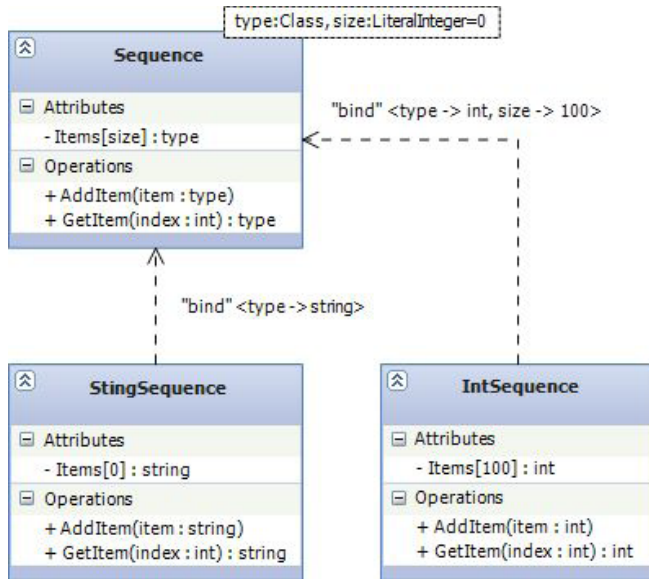 type:Class, size:LiteralInteger=0
Sequence
Attributes
- Items[size] : type
Operations
+ AddItem(item : type)
+ GetItem(index : int) : type
"bind" <type -> int, size -> 100>
"bind" <type -> string>
StingSequence
Attributes
- Items[0] : string
Operations
+ AddItem(item : string)
+ GetItem(index : int) : string
IntSequence
Attributes
- Items[100] : int
Operations
+ AddItem(item : int)
+ GetItem(index : int) : int